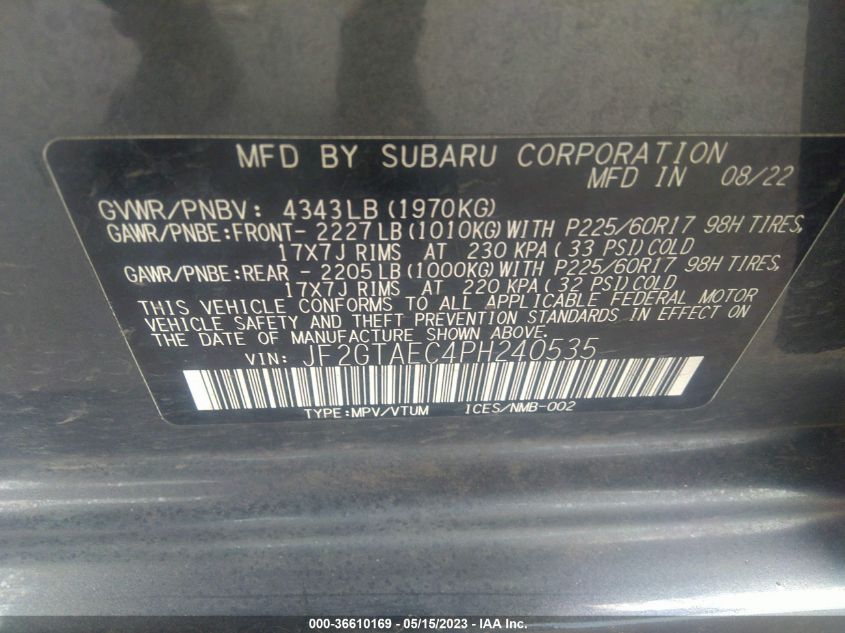 MFD BY SUBARU CORPORATION
MFD IN 08/22
GVWR/PNBV: 4343LB (1970KG)
GAWR/PNBE:FRONT- 2227LB (1010KG)WITH P225/60R17 98H TIRES,
17X7J RIMS AT 230 KPA ( 33 PSI) COLD
GAWR/PNBE:REAR - 2205LB (1000KG)WITH P225/60R17 98H TIRES,
17X7J RIMS AT 220 KPA ( 32 PSI) COLD
THIS VEHICLE CONFORMS TO ALL APPLICABLE FEDERAL MOTOR
VEHICLE SAFETY AND THEFT PREVENTION STANDARDS IN EFFECT ON
THE DATE OF MANUFACTURE SHOWN ABOVE.
VIN: JF2GTAEC4PH240535
TYPE:MPV/VTUM ICES/NMB-002
000-36610169 - 05/15/2023 - IAA Inc.